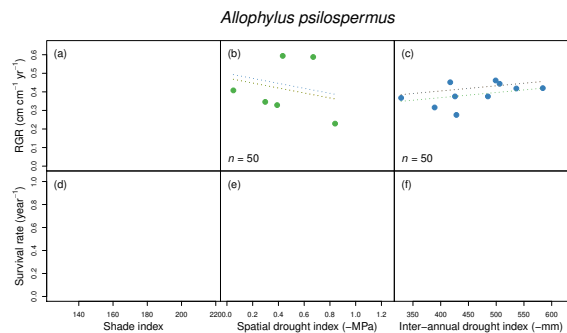 Allophylus psilospermus
(a) (b) (c)
RGR (cm cm⁻¹ yr⁻¹)
0.6
0.5
0.4
0.3
0.2
0.1
0.0
n = 50 n = 50
(d) (e) (f)
Survival rate (year⁻¹)
1.0
0.8
0.6
0.4
0.2
0.0
140 160 180 200 220 0.0 0.2 0.4 0.6 0.8 1.0 1.2 350 400 450 500 550 600
Shade index Spatial drought index (−MPa) Inter−annual drought index (−mm)